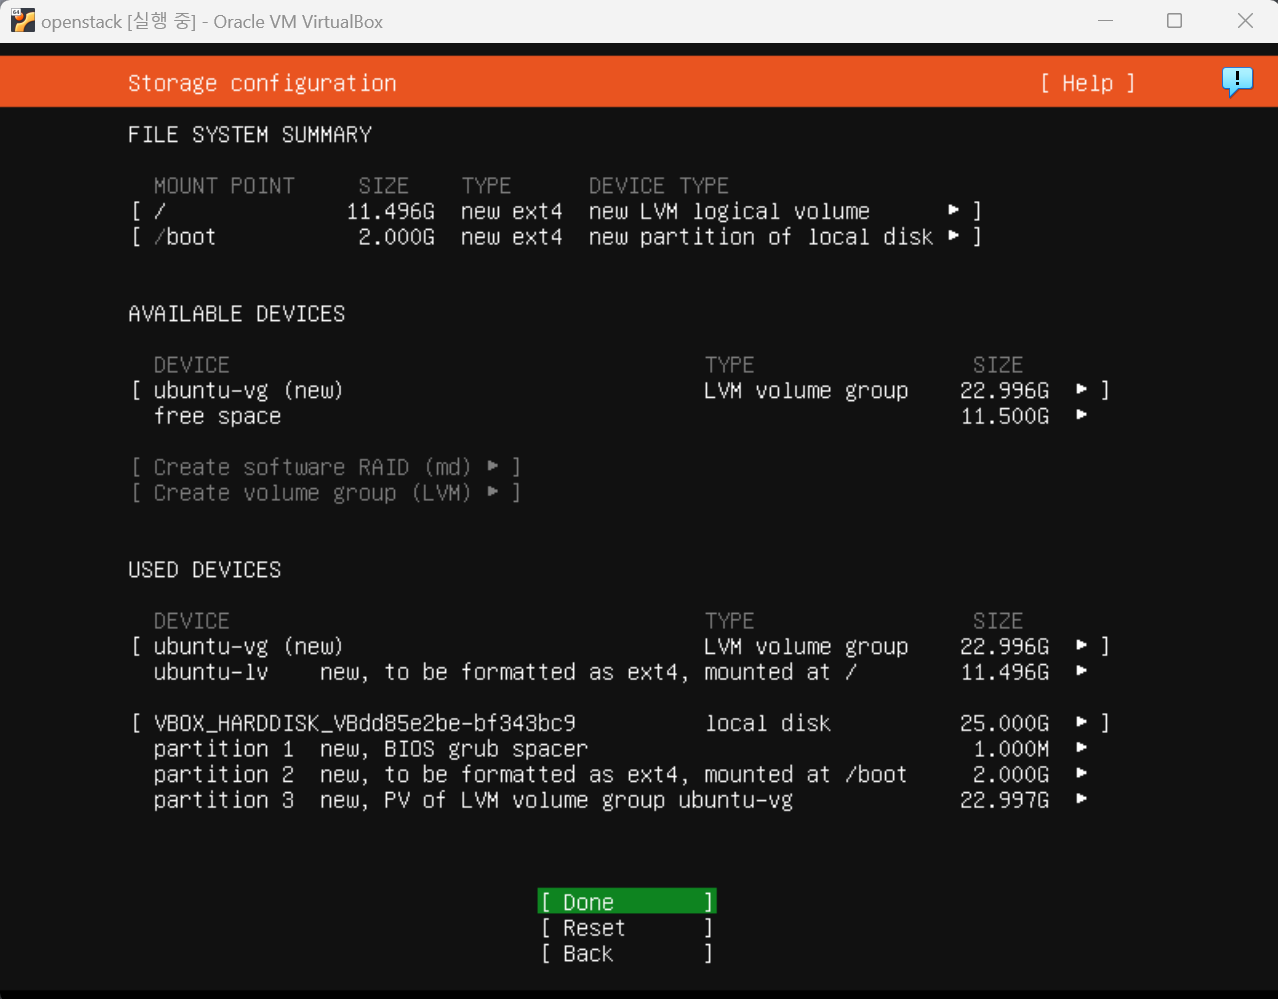 openstack [실행 중] - Oracle VM VirtualBox
Storage configuration [ Help ]
FILE SYSTEM SUMMARY
MOUNT POINT SIZE TYPE DEVICE TYPE
[ / 11.496G new ext4 new LVM logical volume ▸ ]
[ /boot 2.000G new ext4 new partition of local disk ▸ ]
AVAILABLE DEVICES
DEVICE TYPE SIZE
[ ubuntu-vg (new) LVM volume group 22.996G ▸ ]
free space 11.500G ▸
[ Create software RAID (md) ▸ ]
[ Create volume group (LVM) ▸ ]
USED DEVICES
DEVICE TYPE SIZE
[ ubuntu-vg (new) LVM volume group 22.996G ▸ ]
ubuntu-lv new, to be formatted as ext4, mounted at / 11.496G ▸
[ VBOX_HARDDISK_VBdd85e2be-bf343bc9 local disk 25.000G ▸ ]
partition 1 new, BIOS grub spacer 1.000M ▸
partition 2 new, to be formatted as ext4, mounted at /boot 2.000G ▸
partition 3 new, PV of LVM volume group ubuntu-vg 22.997G ▸
[ Done ]
[ Reset ]
[ Back ]